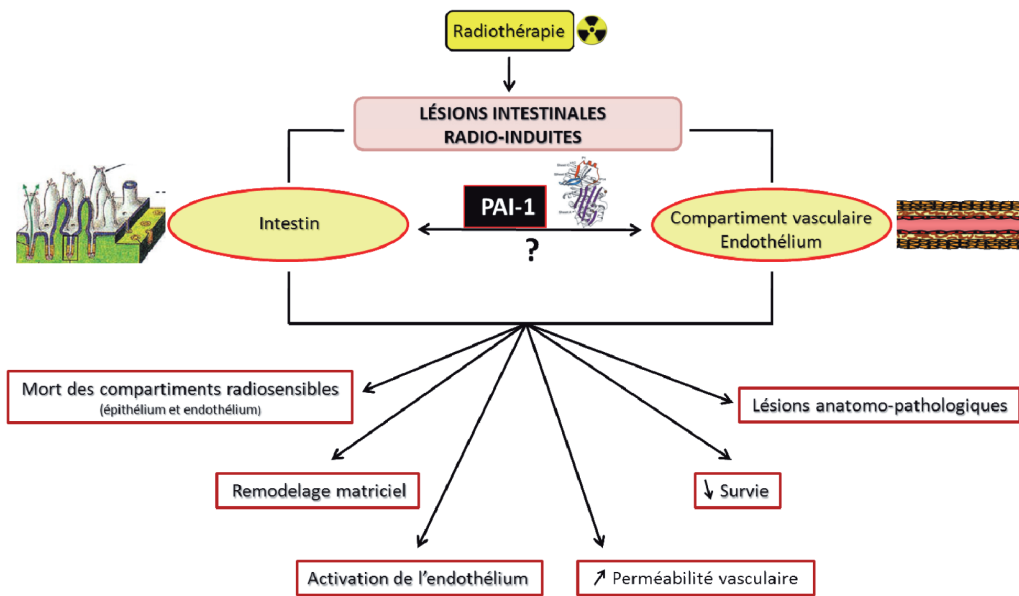 Radiothérapie
LÉSIONS INTESTINALES
RADIO-INDUITES
PAI-1
Intestin
?
Compartiment vasculaire
Endothélium
Mort des compartiments radiosensibles
(épithélium et endothélium)
Lésions anatomo-pathologiques
Remodelage matriciel
↓ Survie
Activation de l'endothélium
↗ Perméabilité vasculaire